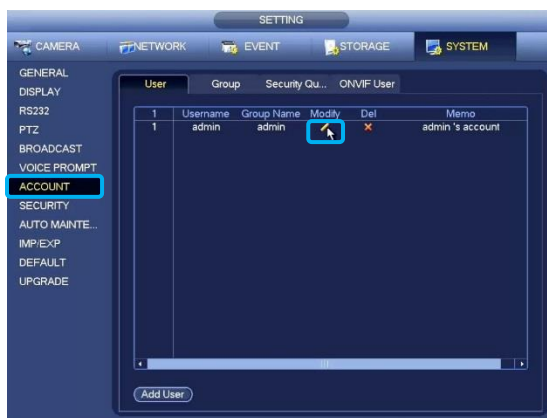 SETTING
CAMERA NETWORK EVENT STORAGE SYSTEM
GENERAL
DISPLAY
RS232
PTZ
BROADCAST
VOICE PROMPT
ACCOUNT
SECURITY
AUTO MAINTE...
IMP/EXP
DEFAULT
UPGRADE
User Group Security Qu... ONVIF User
1 Username Group Name Modify Del Memo
1 admin admin admin 's account
Add User